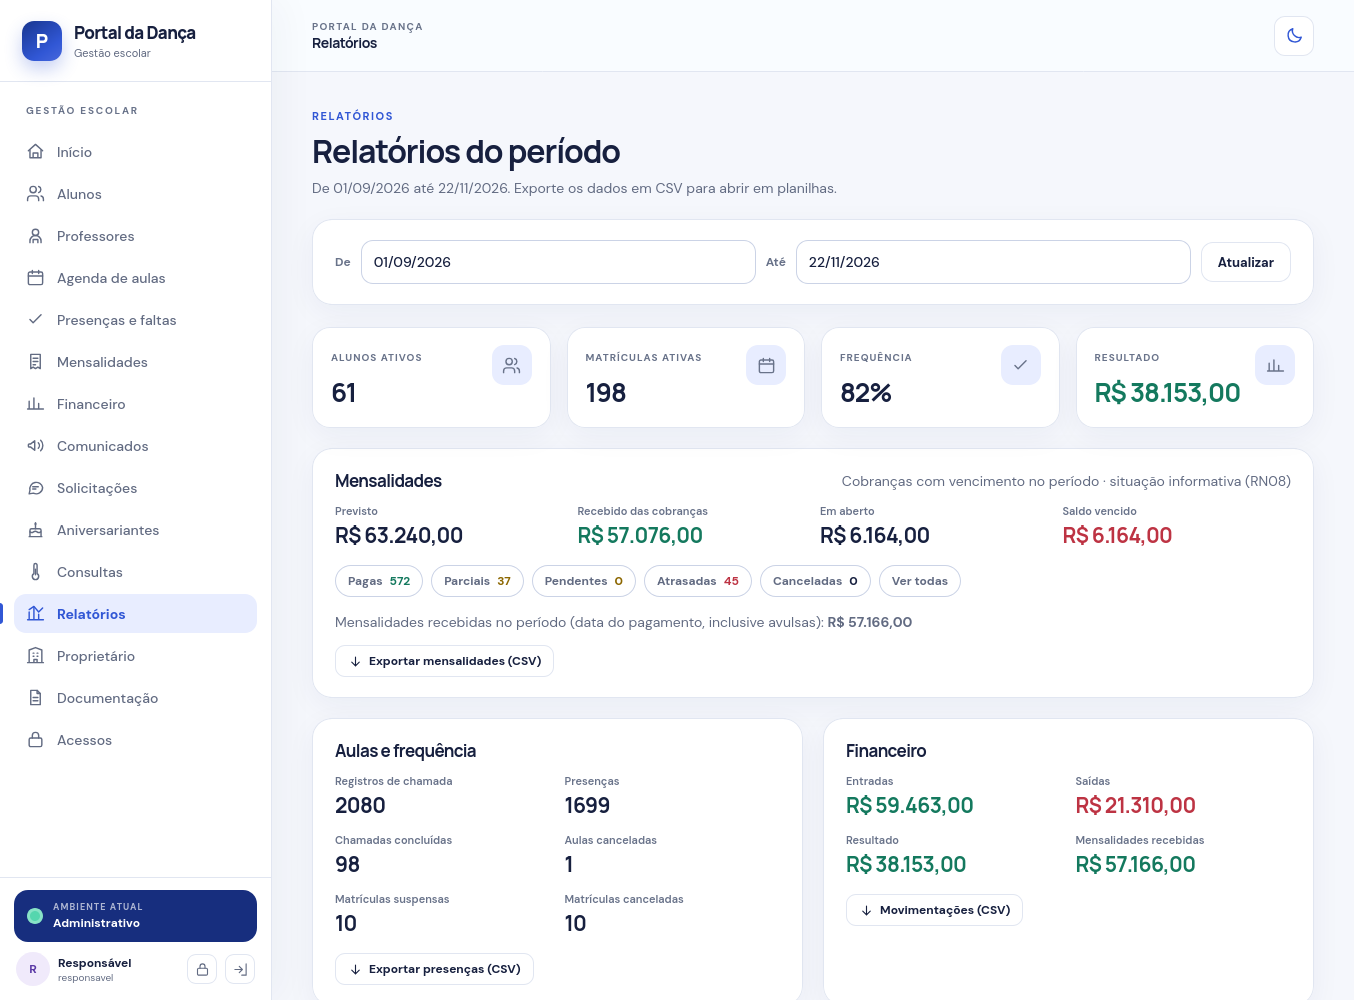 P
Portal da Dança
Gestão escolar
GESTÃO ESCOLAR
Início
Alunos
Professores
Agenda de aulas
Presenças e faltas
Mensalidades
Financeiro
Comunicados
Solicitações
Aniversariantes
Consultas
Relatórios
Proprietário
Documentação
Acessos
AMBIENTE ATUAL
Administrativo
R
Responsável
responsavel
PORTAL DA DANÇA
Relatórios
RELATÓRIOS
Relatórios do período
De 01/09/2026 até 22/11/2026. Exporte os dados em CSV para abrir em planilhas.
De 01/09/2026 Até 22/11/2026 Atualizar
ALUNOS ATIVOS
61
MATRÍCULAS ATIVAS
198
FREQUÊNCIA
82%
RESULTADO
R$ 38.153,00
Mensalidades
Cobranças com vencimento no período · situação informativa (RN08)
Previsto
R$ 63.240,00
Recebido das cobranças
R$ 57.076,00
Em aberto
R$ 6.164,00
Saldo vencido
R$ 6.164,00
Pagas 572 Parciais 37 Pendentes 0 Atrasadas 45 Canceladas 0 Ver todas
Mensalidades recebidas no período (data do pagamento, inclusive avulsas): R$ 57.166,00
Exportar mensalidades (CSV)
Aulas e frequência
Registros de chamada
2080
Presenças
1699
Chamadas concluídas
98
Aulas canceladas
1
Matrículas suspensas
10
Matrículas canceladas
10
Exportar presenças (CSV)
Financeiro
Entradas
R$ 59.463,00
Saídas
R$ 21.310,00
Resultado
R$ 38.153,00
Mensalidades recebidas
R$ 57.166,00
Movimentações (CSV)